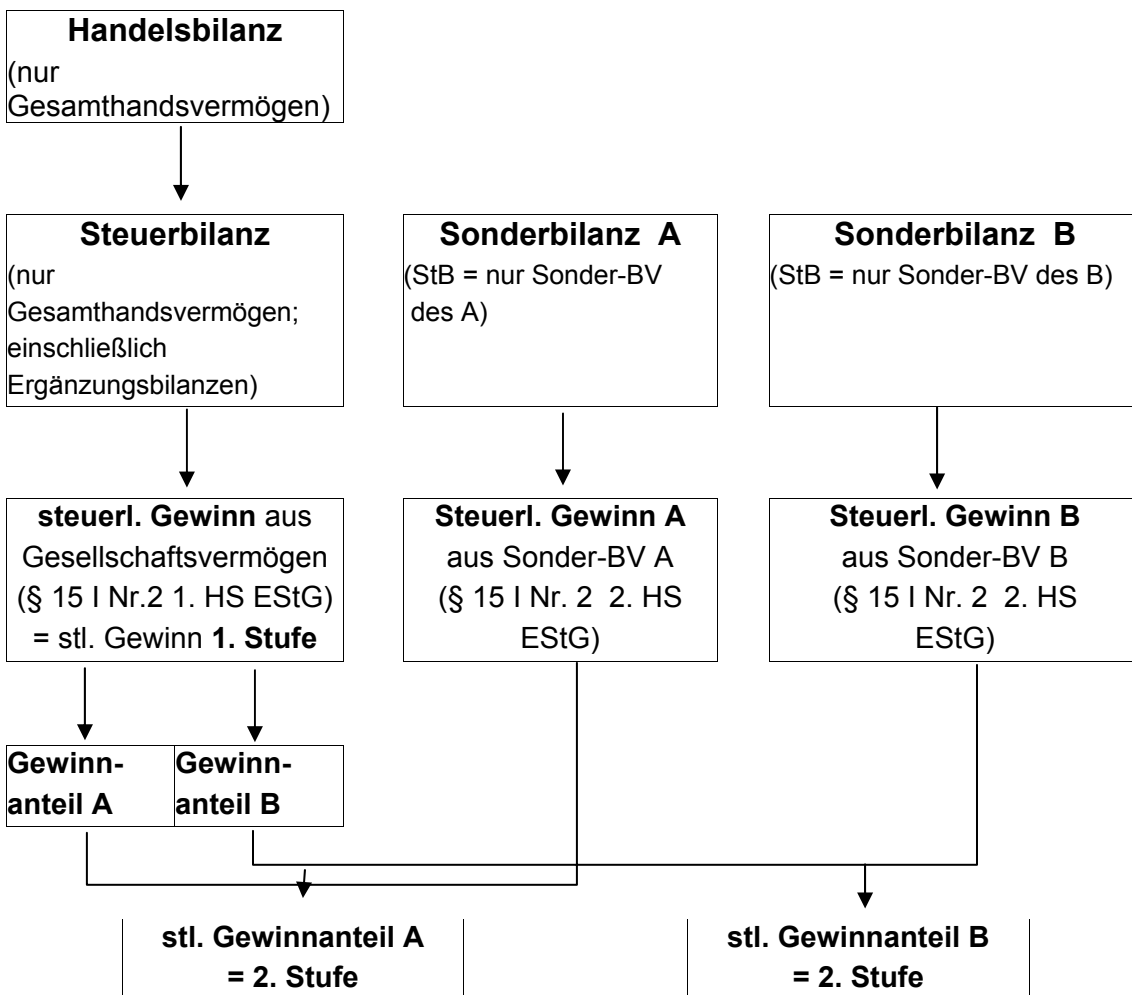 Handelsbilanz
(nur
Gesamthandsvermögen)
Steuerbilanz
(nur
Gesamthandsvermögen;
einschließlich
Ergänzungsbilanzen)
Sonderbilanz A
(StB = nur Sonder-BV
des A)
Sonderbilanz B
(StB = nur Sonder-BV des B)
steuerl. Gewinn aus
Gesellschaftsvermögen
(§ 15 I Nr.2 1. HS EStG)
= stl. Gewinn 1. Stufe
Steuerl. Gewinn A
aus Sonder-BV A
(§ 15 I Nr. 2 2. HS
EStG)
Steuerl. Gewinn B
aus Sonder-BV B
(§ 15 I Nr. 2 2. HS
EStG)
Gewinn-
anteil A
Gewinn-
anteil B
stl. Gewinnanteil A
= 2. Stufe
stl. Gewinnanteil B
= 2. Stufe